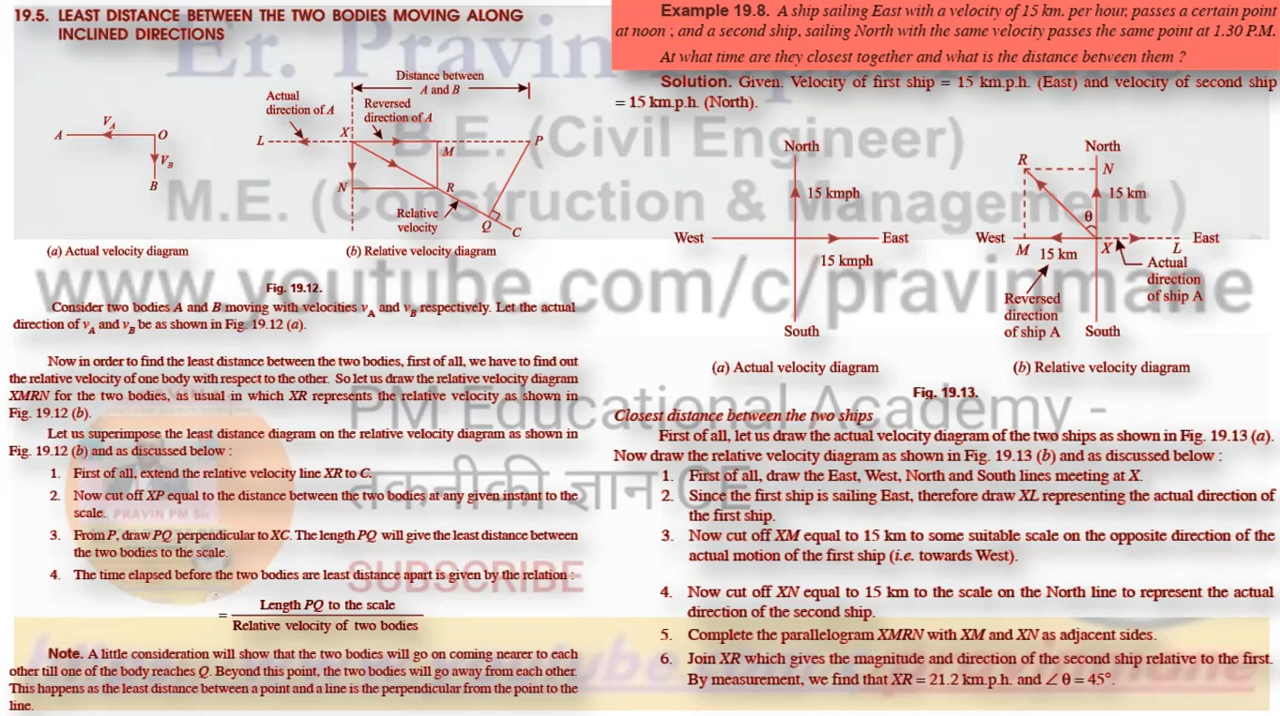 19.5. LEAST DISTANCE BETWEEN THE TWO BODIES MOVING ALONG
INCLINED DIRECTIONS
Distance between
A and B
Actual
direction of A
Reversed
direction of A
A
V_A
O
V_B
B
L
X
M
P
N
R
Relative
velocity
Q
C
(a) Actual velocity diagram
(b) Relative velocity diagram
Fig. 19.12.
Consider two bodies A and B moving with velocities v_A and v_B respectively. Let the actual
direction of v_A and v_B be as shown in Fig. 19.12 (a).
Now in order to find the least distance between the two bodies, first of all, we have to find out
the relative velocity of one body with respect to the other. So let us draw the relative velocity diagram
XMRN for the two bodies, as usual in which XR represents the relative velocity as shown in
Fig. 19.12 (b).
Let us superimpose the least distance diagram on the relative velocity diagram as shown in
Fig. 19.12 (b) and as discussed below :
1. First of all, extend the relative velocity line XR to C.
2. Now cut off XP equal to the distance between the two bodies at any given instant to the
scale.
3. From P, draw PQ perpendicular to XC. The length PQ will give the least distance between
the two bodies to the scale.
4. The time elapsed before the two bodies are least distance apart is given by the relation :
= Length PQ to the scale
Relative velocity of two bodies
Note. A little consideration will show that the two bodies will go on coming nearer to each
other till one of the body reaches Q. Beyond this point, the two bodies will go away from each other.
This happens as the least distance between a point and a line is the perpendicular from the point to the
line.
Example 19.8. A ship sailing East with a velocity of 15 km. per hour, passes a certain point
at noon ; and a second ship, sailing North with the same velocity passes the same point at 1.30 P.M.
At what time are they closest together and what is the distance between them ?
Solution. Given. Velocity of first ship = 15 km.p.h. (East) and velocity of second ship
= 15 km.p.h. (North).
North
15 kmph
West
East
15 kmph
South
(a) Actual velocity diagram
North
R
N
15 km
θ
West
East
M
15 km
X
L
Actual
direction
of ship A
Reversed
direction
of ship A
South
(b) Relative velocity diagram
Fig. 19.13.
Closest distance between the two ships
First of all, let us draw the actual velocity diagram of the two ships as shown in Fig. 19.13 (a).
Now draw the relative velocity diagram as shown in Fig. 19.13 (b) and as discussed below :
1. First of all, draw the East, West, North and South lines meeting at X.
2. Since the first ship is sailing East, therefore draw XL representing the actual direction of
the first ship.
3. Now cut off XM equal to 15 km to some suitable scale on the opposite direction of the
actual motion of the first ship (i.e. towards West).
4. Now cut off XN equal to 15 km to the scale on the North line to represent the actual
direction of the second ship.
5. Complete the parallelogram XMRN with XM and XN as adjacent sides.
6. Join XR which gives the magnitude and direction of the second ship relative to the first.
By measurement, we find that XR = 21.2 km.p.h. and ∠ θ = 45°.
Er. Pravin
B.E. (Civil Engineer)
M.E. (Construction & Management )
www.youtube.com/c/pravinmane
PM Educational Academy -
तकनीकी ज्ञान CE
PRAVIN PM Sir
SUBSCRIBE